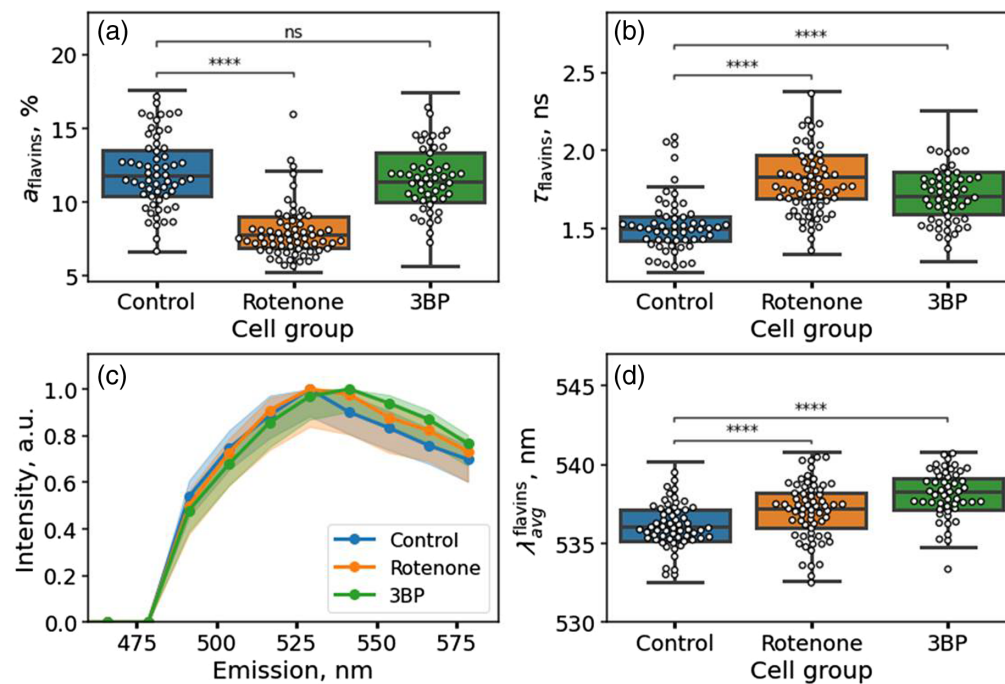 (a)
ns
****
20
15
10
5
a_flavins, %
Control Rotenone 3BP
Cell group
(b)
****
****
2.5
2.0
1.5
τ_flavins, ns
Control Rotenone 3BP
Cell group
(c)
1.0
0.8
0.6
0.4
0.2
0.0
Intensity, a.u.
Control
Rotenone
3BP
475 500 525 550 575
Emission, nm
(d)
****
****
545
540
535
530
λ_avg^flavins, nm
Control Rotenone 3BP
Cell group